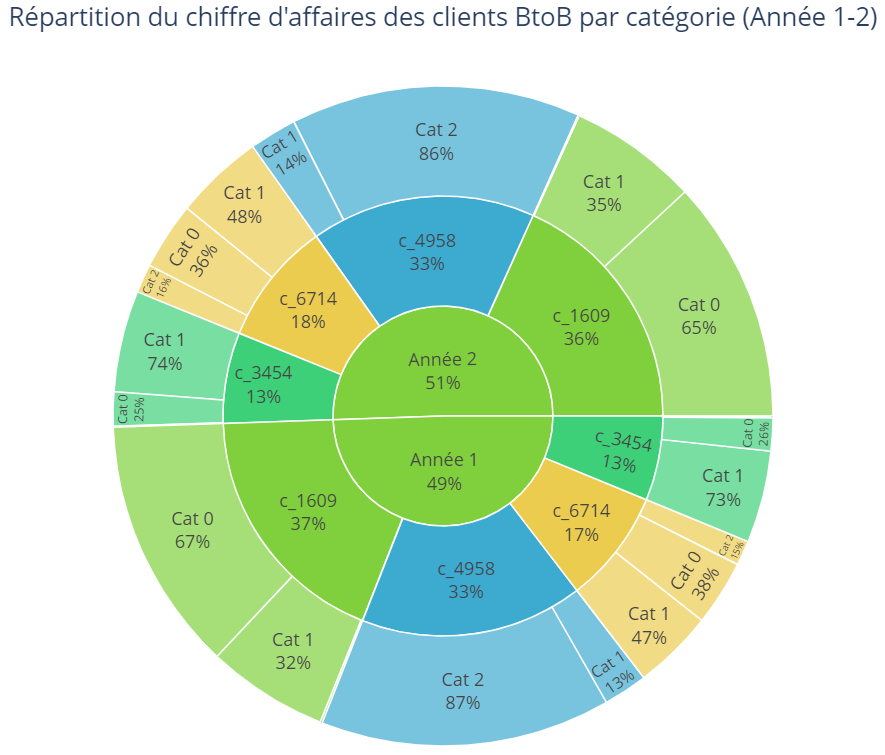 Répartition du chiffre d'affaires des clients BtoB par catégorie (Année 1-2)
Cat 2
86%
Cat 1
14%
Cat 1
35%
Cat 0
65%
c_4958
33%
c_1609
36%
Cat 1
48%
Cat 0
36%
Cat 2
16%
c_6714
18%
Cat 1
74%
Cat 0
25%
c_3454
13%
Année 2
51%
Année 1
49%
c_3454
13%
Cat 0
26%
Cat 1
73%
c_6714
17%
Cat 2
15%
Cat 0
38%
Cat 1
47%
c_1609
37%
Cat 0
67%
Cat 1
32%
c_4958
33%
Cat 2
87%
Cat 1
13%